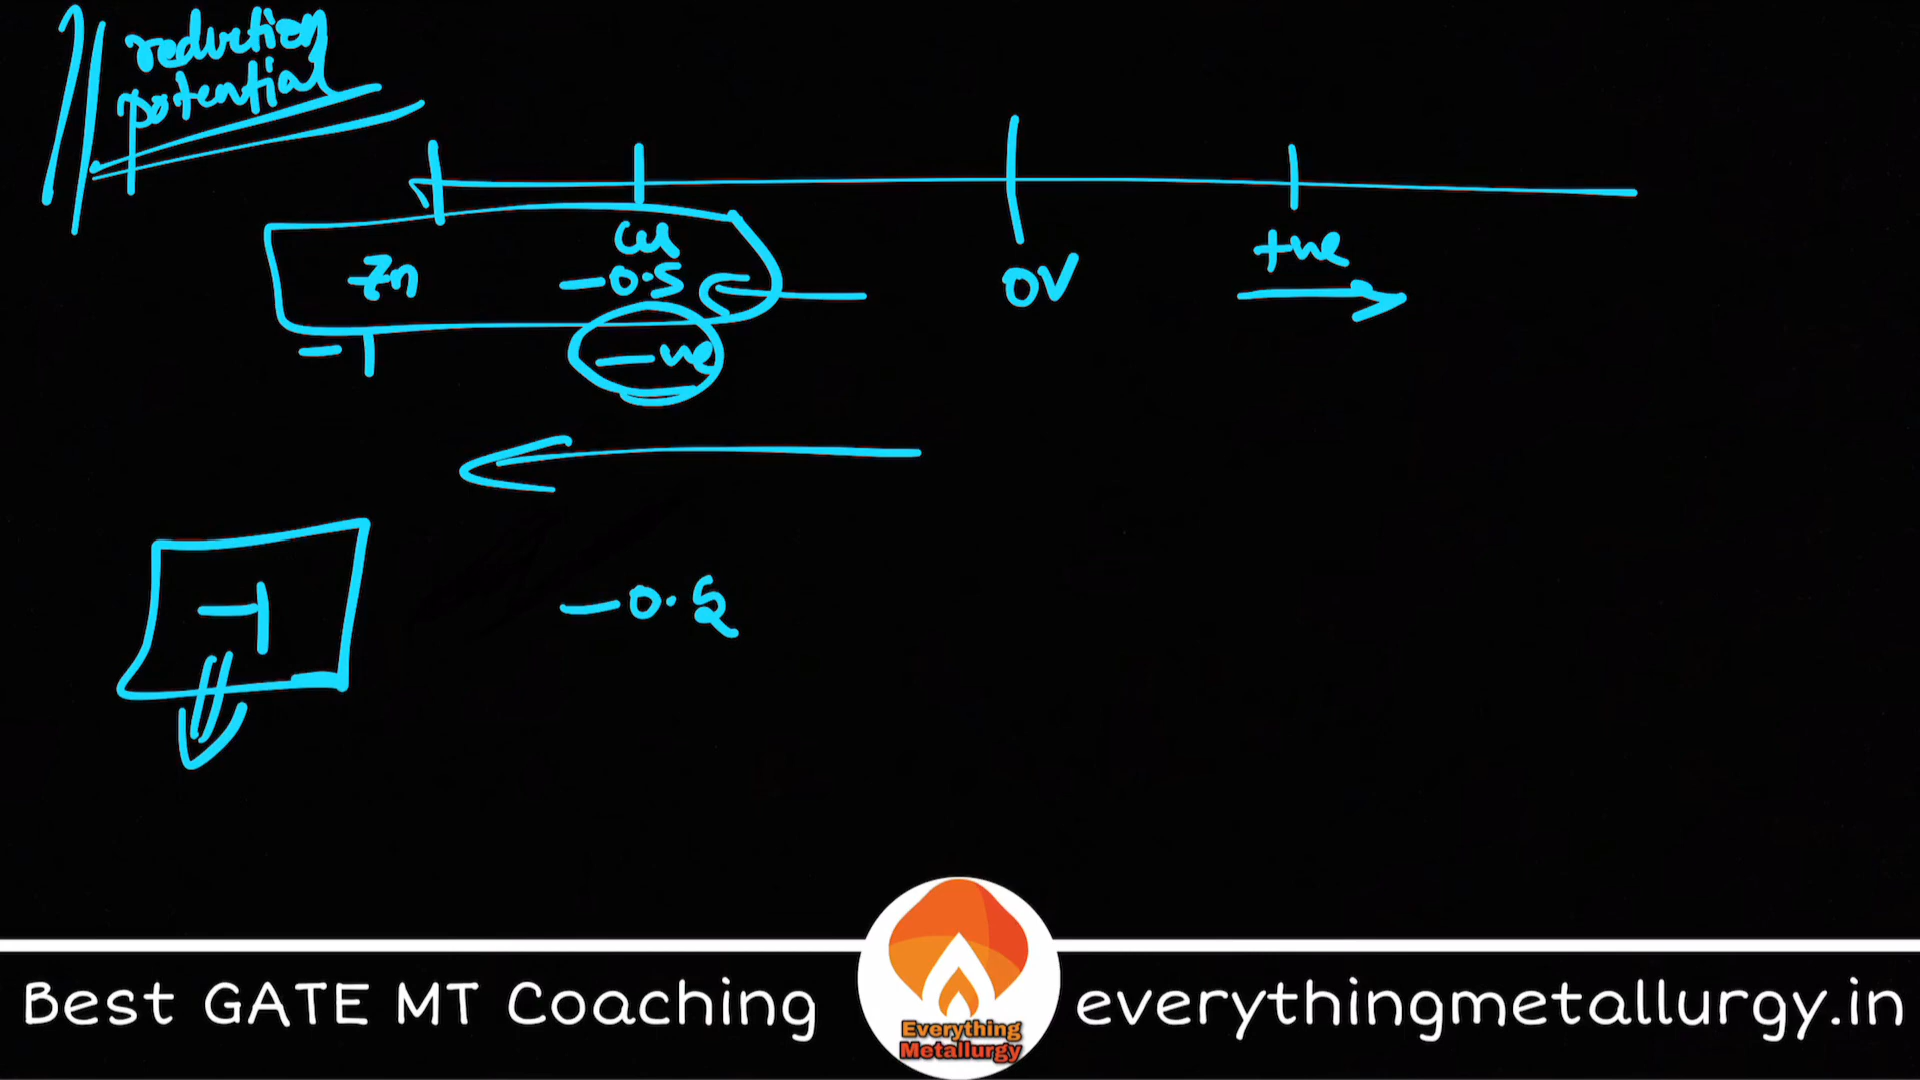 reduction
potential
Cu
Zn
-0.5
0V
+ve
-1
-ve
-1
-0.5
Best GATE MT Coaching
everythingmetallurgy.in
Everything
Metallurgy